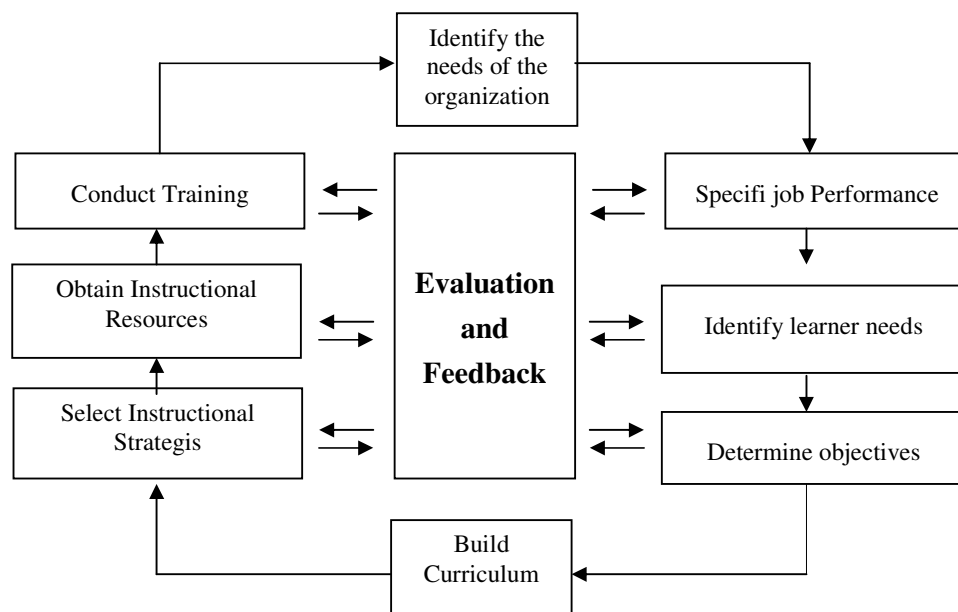 Identify the
needs of the
organization
Conduct Training
Specifi job Performance
Obtain Instructional
Resources
Evaluation
and
Feedback
Identify learner needs
Select Instructional
Strategis
Determine objectives
Build
Curriculum